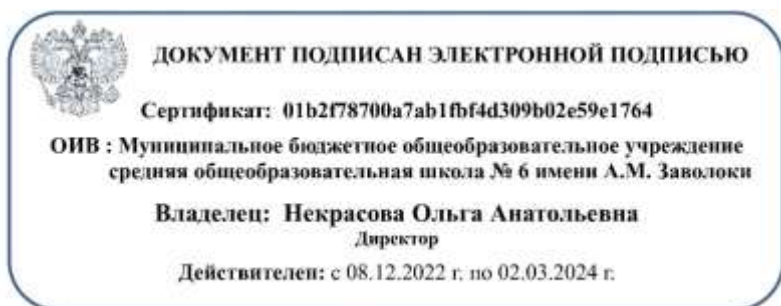 ДОКУМЕНТ ПОДПИСАН ЭЛЕКТРОННОЙ ПОДПИСЬЮ
Сертификат: 01b2f78700a7ab1fbf4d309b02e59e1764
ОИВ : Муниципальное бюджетное общеобразовательное учреждение
средняя общеобразовательная школа № 6 имени А.М. Заволоки
Владелец: Некрасова Ольга Анатольевна
Директор
Действителен: с 08.12.2022 г. по 02.03.2024 г.